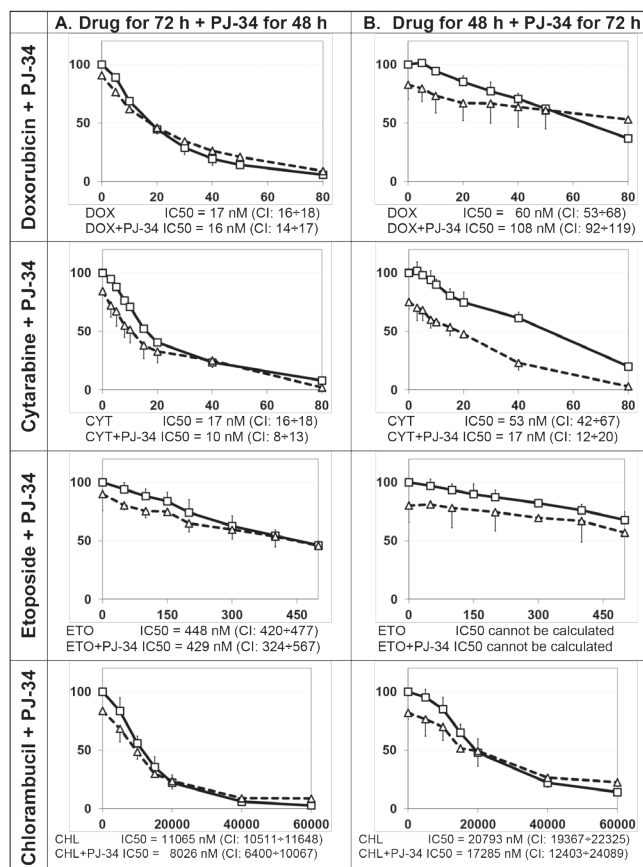 A. Drug for 72 h + PJ-34 for 48 h
B. Drug for 48 h + PJ-34 for 72 h
Doxorubicin + PJ-34
100
50
0
0 20 40 60 80
DOX IC50 = 17 nM (CI: 16÷18)
DOX+PJ-34 IC50 = 16 nM (CI: 14÷17)
100
50
0
0 20 40 60 80
DOX IC50 = 60 nM (CI: 53÷68)
DOX+PJ-34 IC50 = 108 nM (CI: 92÷119)
Cytarabine + PJ-34
100
50
0
0 20 40 60 80
CYT IC50 = 17 nM (CI: 16÷18)
CYT+PJ-34 IC50 = 10 nM (CI: 8÷13)
100
50
0
0 20 40 60 80
CYT IC50 = 53 nM (CI: 42÷67)
CYT+PJ-34 IC50 = 17 nM (CI: 12÷20)
Etoposide + PJ-34
100
50
0
0 150 300 450
ETO IC50 = 448 nM (CI: 420÷477)
ETO+PJ-34 IC50 = 429 nM (CI: 324÷567)
100
50
0
0 150 300 450
ETO IC50 cannot be calculated
ETO+PJ-34 IC50 cannot be calculated
Chlorambucil + PJ-34
100
50
0
0 20000 40000 60000
CHL IC50 = 11065 nM (CI: 10511÷11648)
CHL+PJ-34 IC50 = 8026 nM (CI: 6400÷10067)
100
50
0
0 20000 40000 60000
CHL IC50 = 20793 nM (CI: 19367÷22325)
CHL+PJ-34 IC50 = 17285 nM (CI: 12403÷24089)